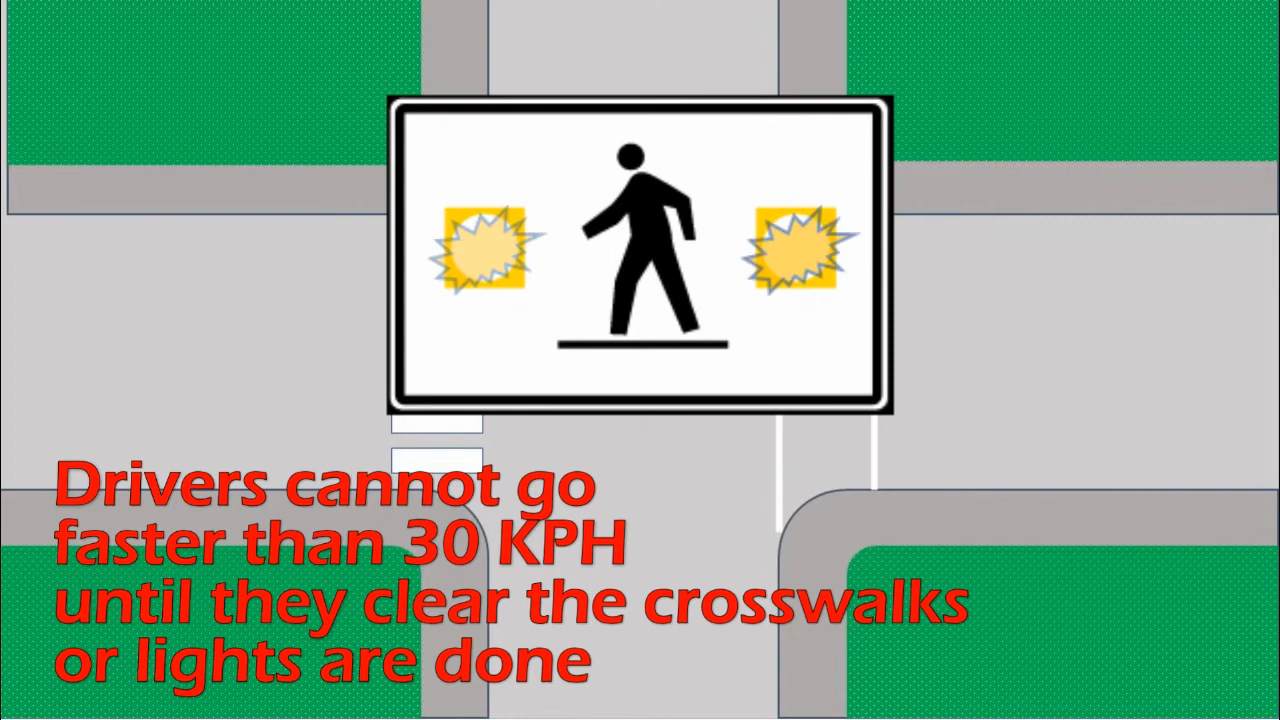 Drivers cannot go
faster than 30 KPH
until they clear the crosswalks
or lights are done